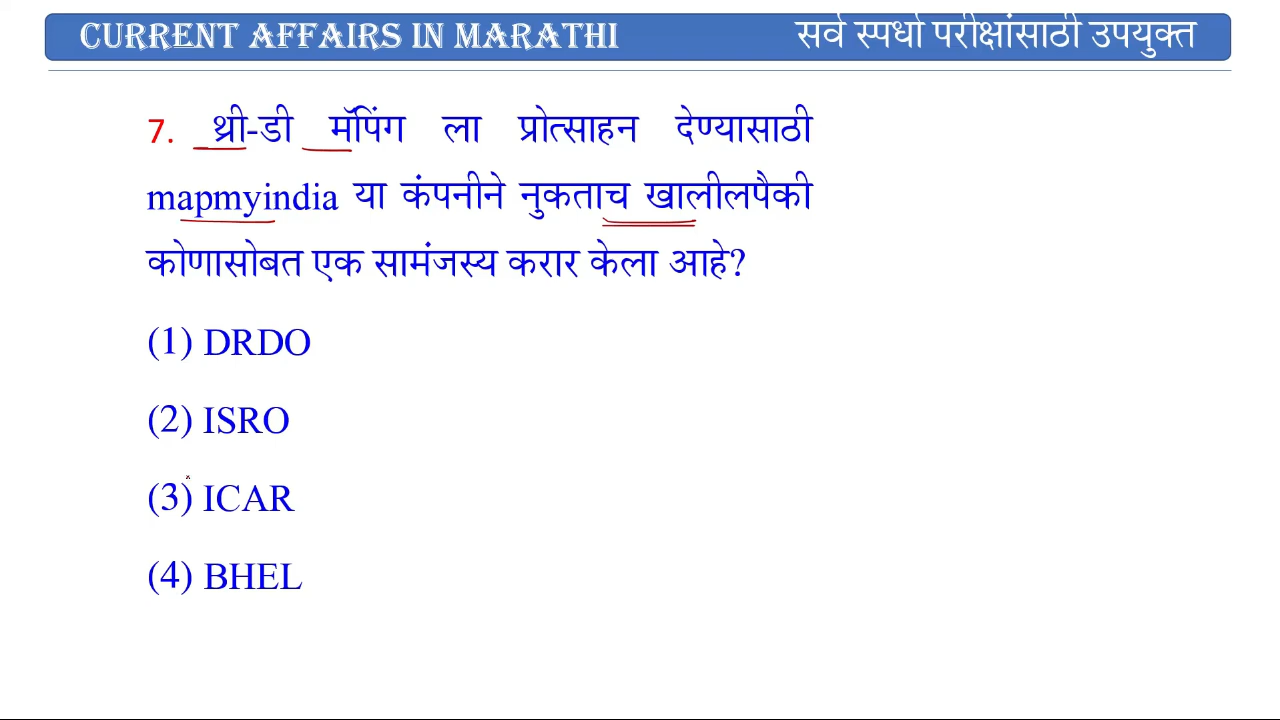 CURRENT AFFAIRS IN MARATHI सर्व स्पर्धा परीक्षांसाठी उपयुक्त
7. थ्री-डी मॅपिंग ला प्रोत्साहन देण्यासाठी
mapmyindia या कंपनीने नुकताच खालीलपैकी
कोणासोबत एक सामंजस्य करार केला आहे?
(1) DRDO
(2) ISRO
(3) ICAR
(4) BHEL